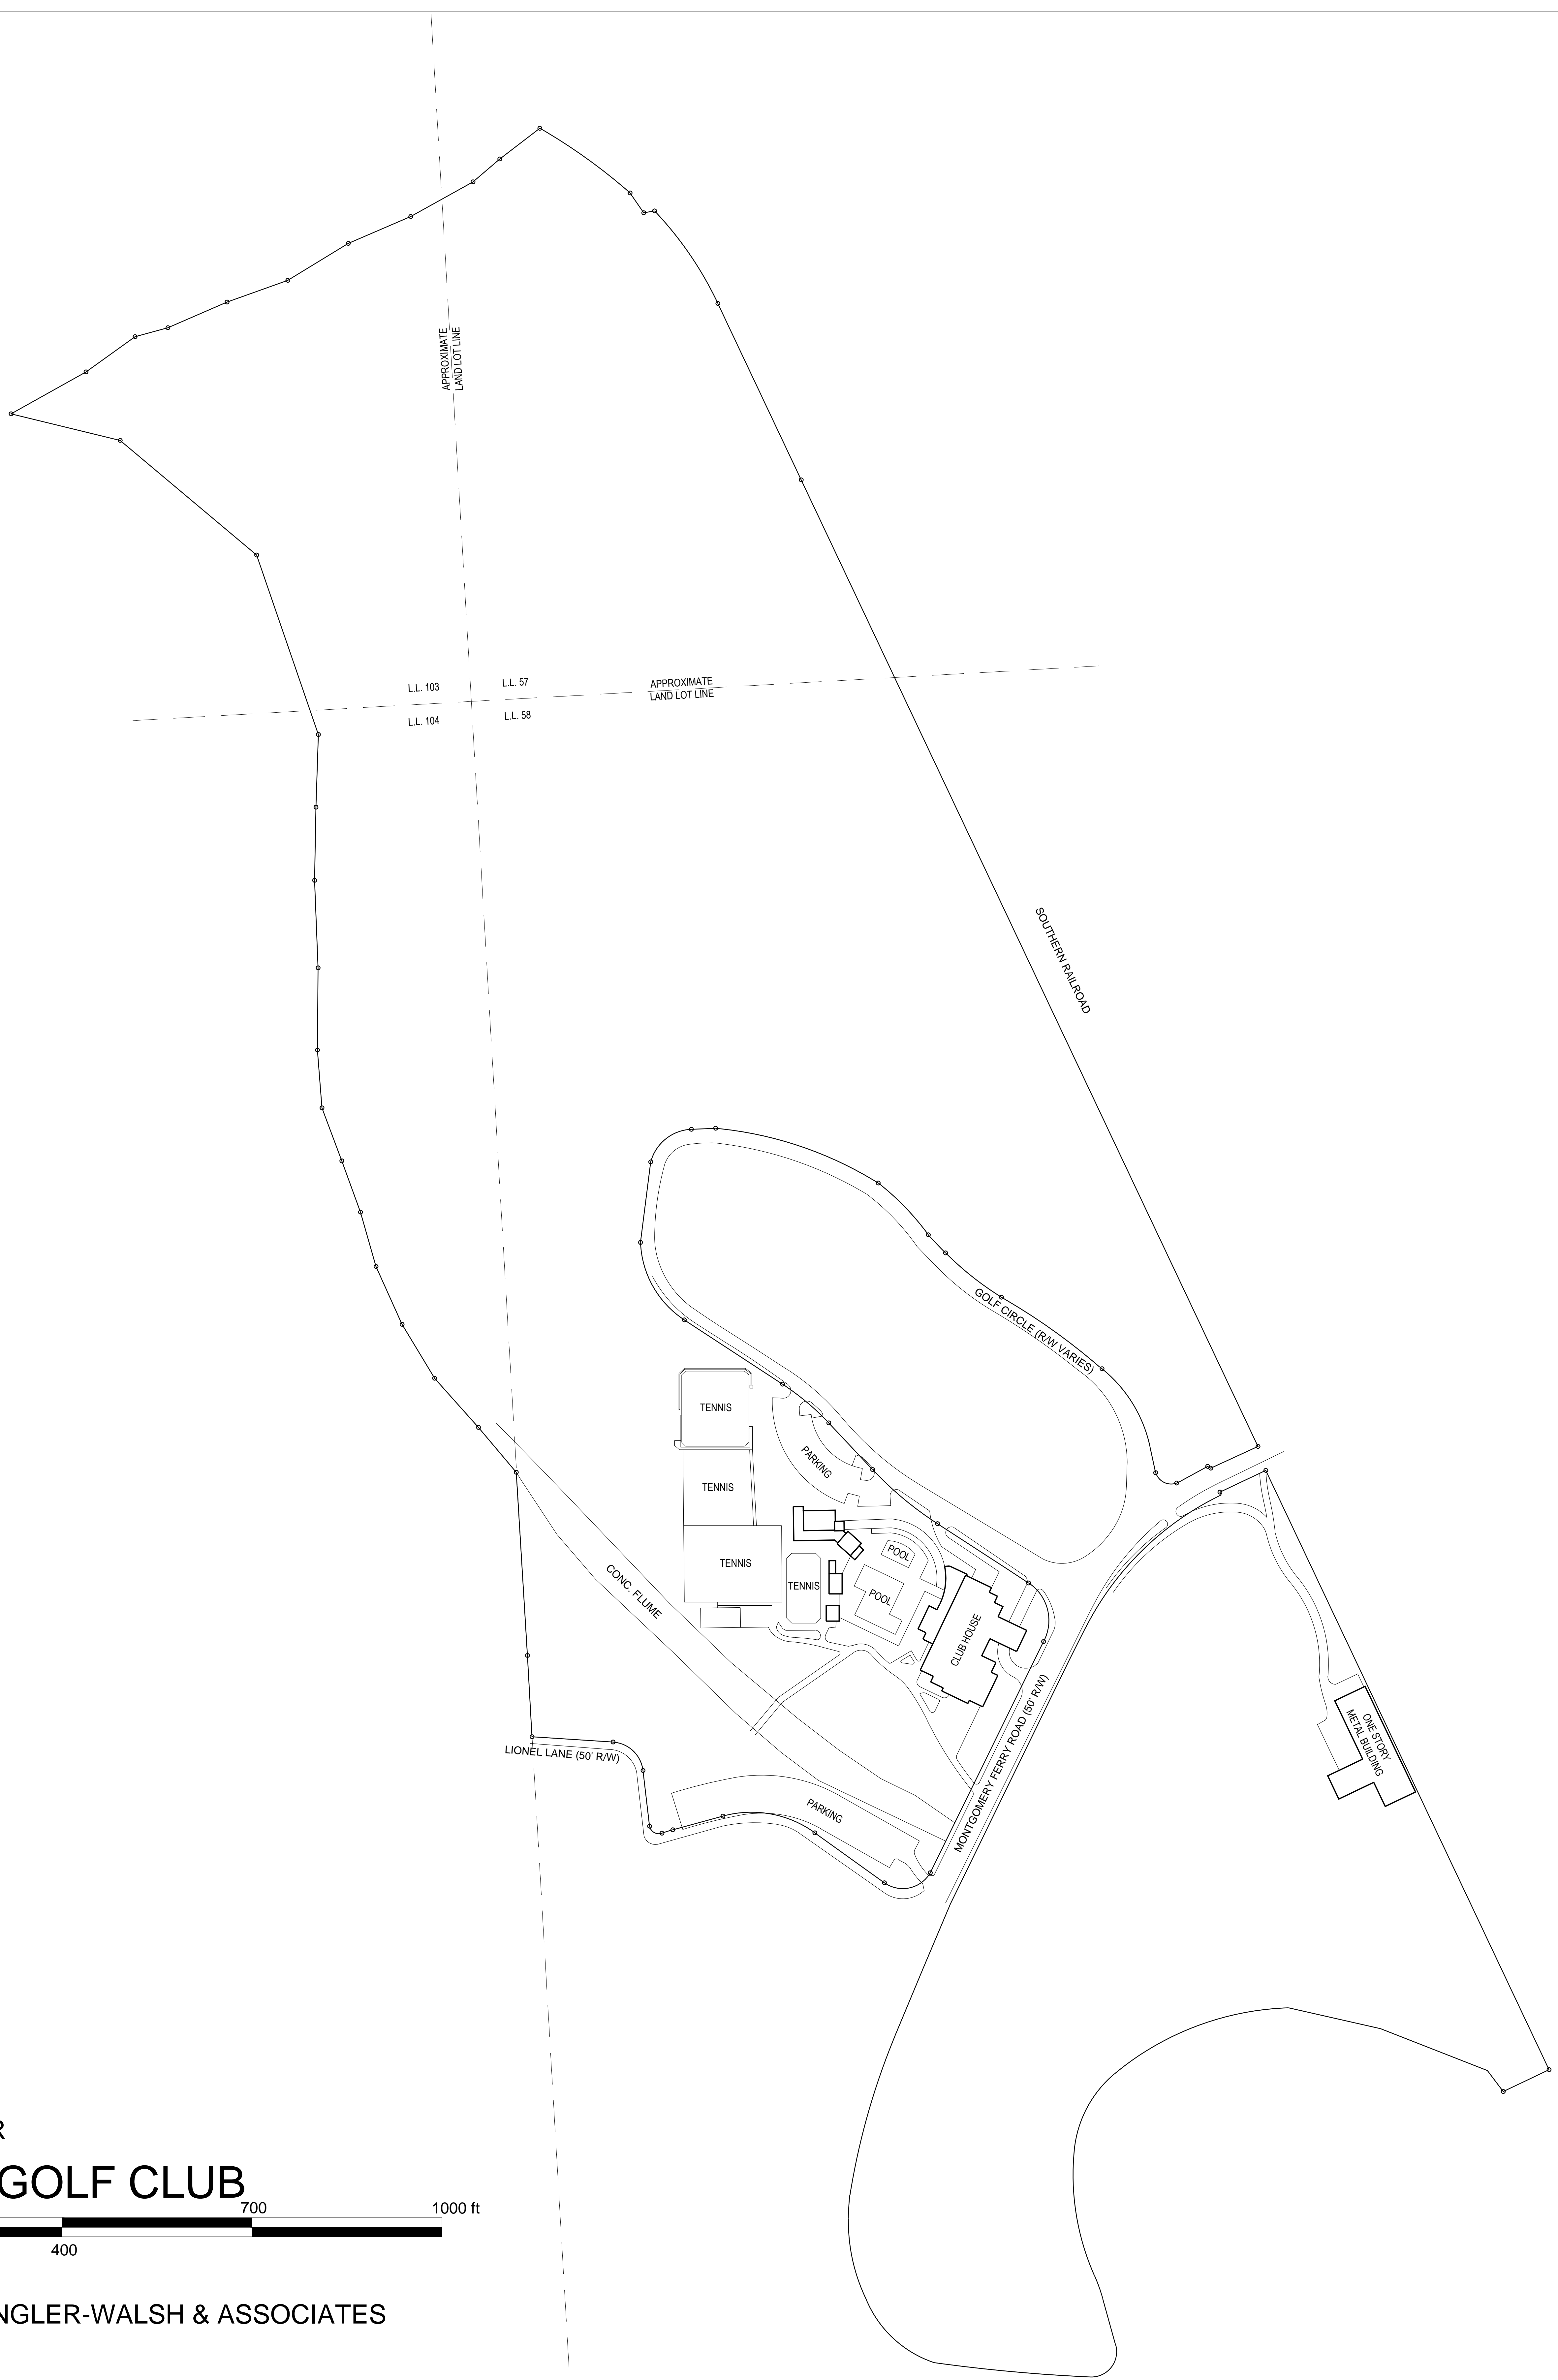 APPROXIMATE
LAND LOT LINE
L.L. 103
L.L. 57
APPROXIMATE
LAND LOT LINE
L.L. 104
L.L. 58
SOUTHERN RAILROAD
GOLF CIRCLE (R/W VARIES)
TENNIS
PARKING
TENNIS
POOL
TENNIS
TENNIS
POOL
CONC. FLUME
CLUB HOUSE
ONE STORY
METAL BUILDING
LIONEL LANE (50' R/W)
MONTGOMERY FERRY ROAD (50' R/W)
PARKING
R
GOLF CLUB
700
1000 ft
400
NGLER-WALSH & ASSOCIATES